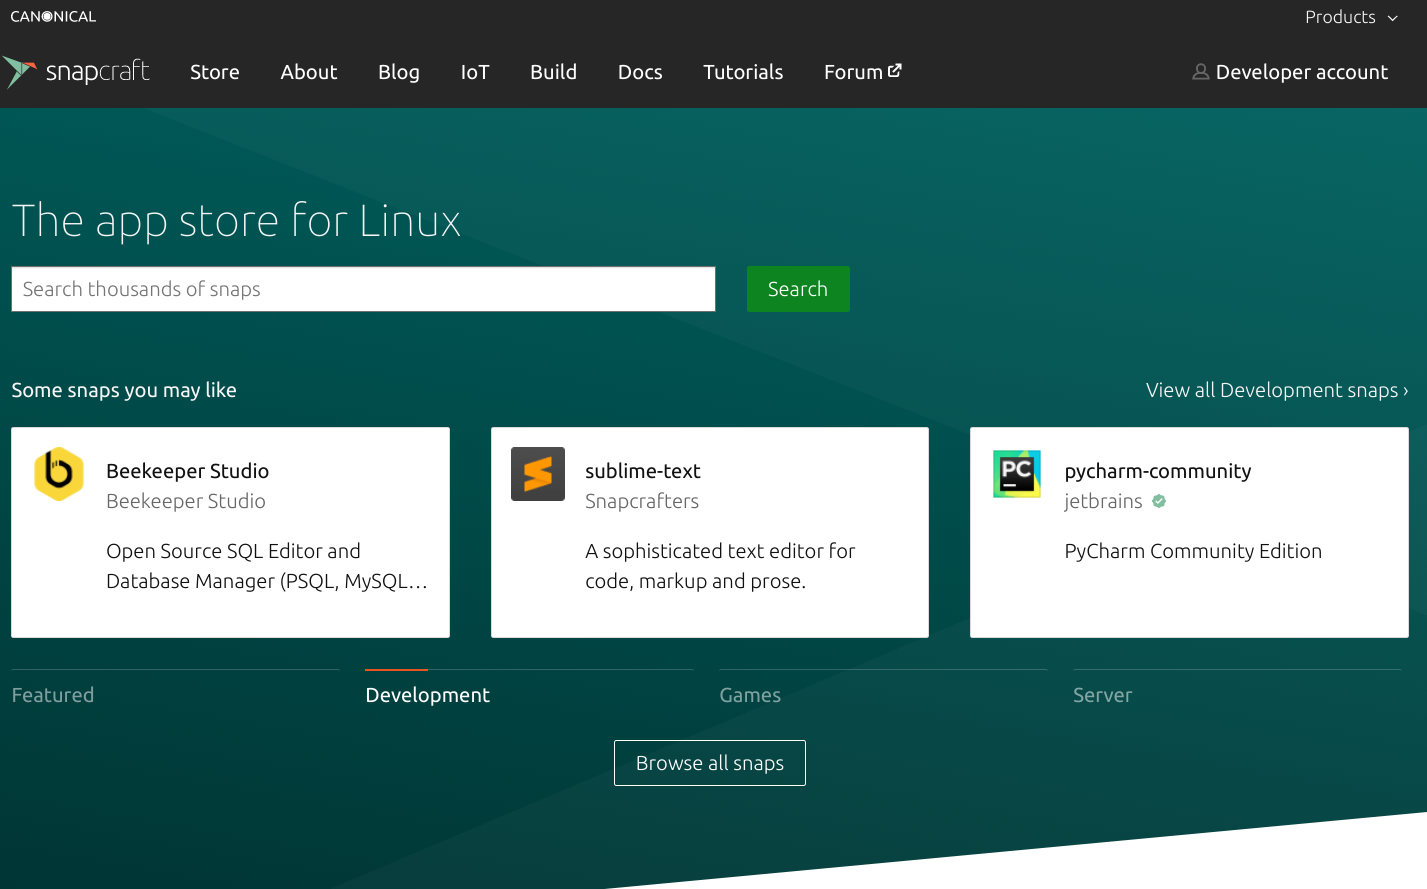 CANONICAL
Products
snapcraft
Store
About
Blog
IoT
Build
Docs
Tutorials
Forum
Developer account
The app store for Linux
Search thousands of snaps
Search
Some snaps you may like
View all Development snaps ›
b
Beekeeper Studio
Beekeeper Studio
Open Source SQL Editor and
Database Manager (PSQL, MySQL…
S
sublime-text
Snapcrafters
A sophisticated text editor for
code, markup and prose.
PC
pycharm-community
jetbrains
PyCharm Community Edition
Featured
Development
Games
Server
Browse all snaps